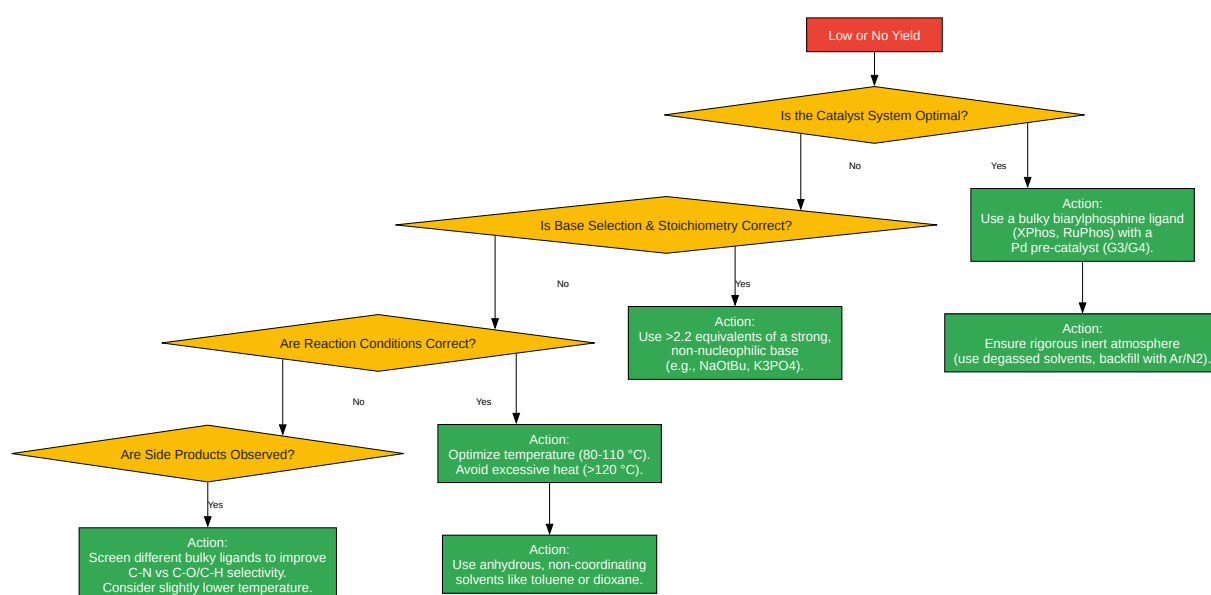 Low or No Yield
Is the Catalyst System Optimal?
No
Yes
Is Base Selection & Stoichiometry Correct?
Action:
Use a bulky biarylphosphine ligand
(XPhos, RuPhos) with a
Pd pre-catalyst (G3/G4).
No
Yes
Are Reaction Conditions Correct?
Action:
Use >2.2 equivalents of a strong,
non-nucleophilic base
(e.g., NaOtBu, K3PO4).
Action:
Ensure rigorous inert atmosphere
(use degassed solvents, backfill with Ar/N2).
No
Yes
Are Side Products Observed?
Action:
Optimize temperature (80-110 °C).
Avoid excessive heat (>120 °C).
Yes
Action:
Screen different bulky ligands to improve
C-N vs C-O/C-H selectivity.
Consider slightly lower temperature.
Action:
Use anhydrous, non-coordinating
solvents like toluene or dioxane.